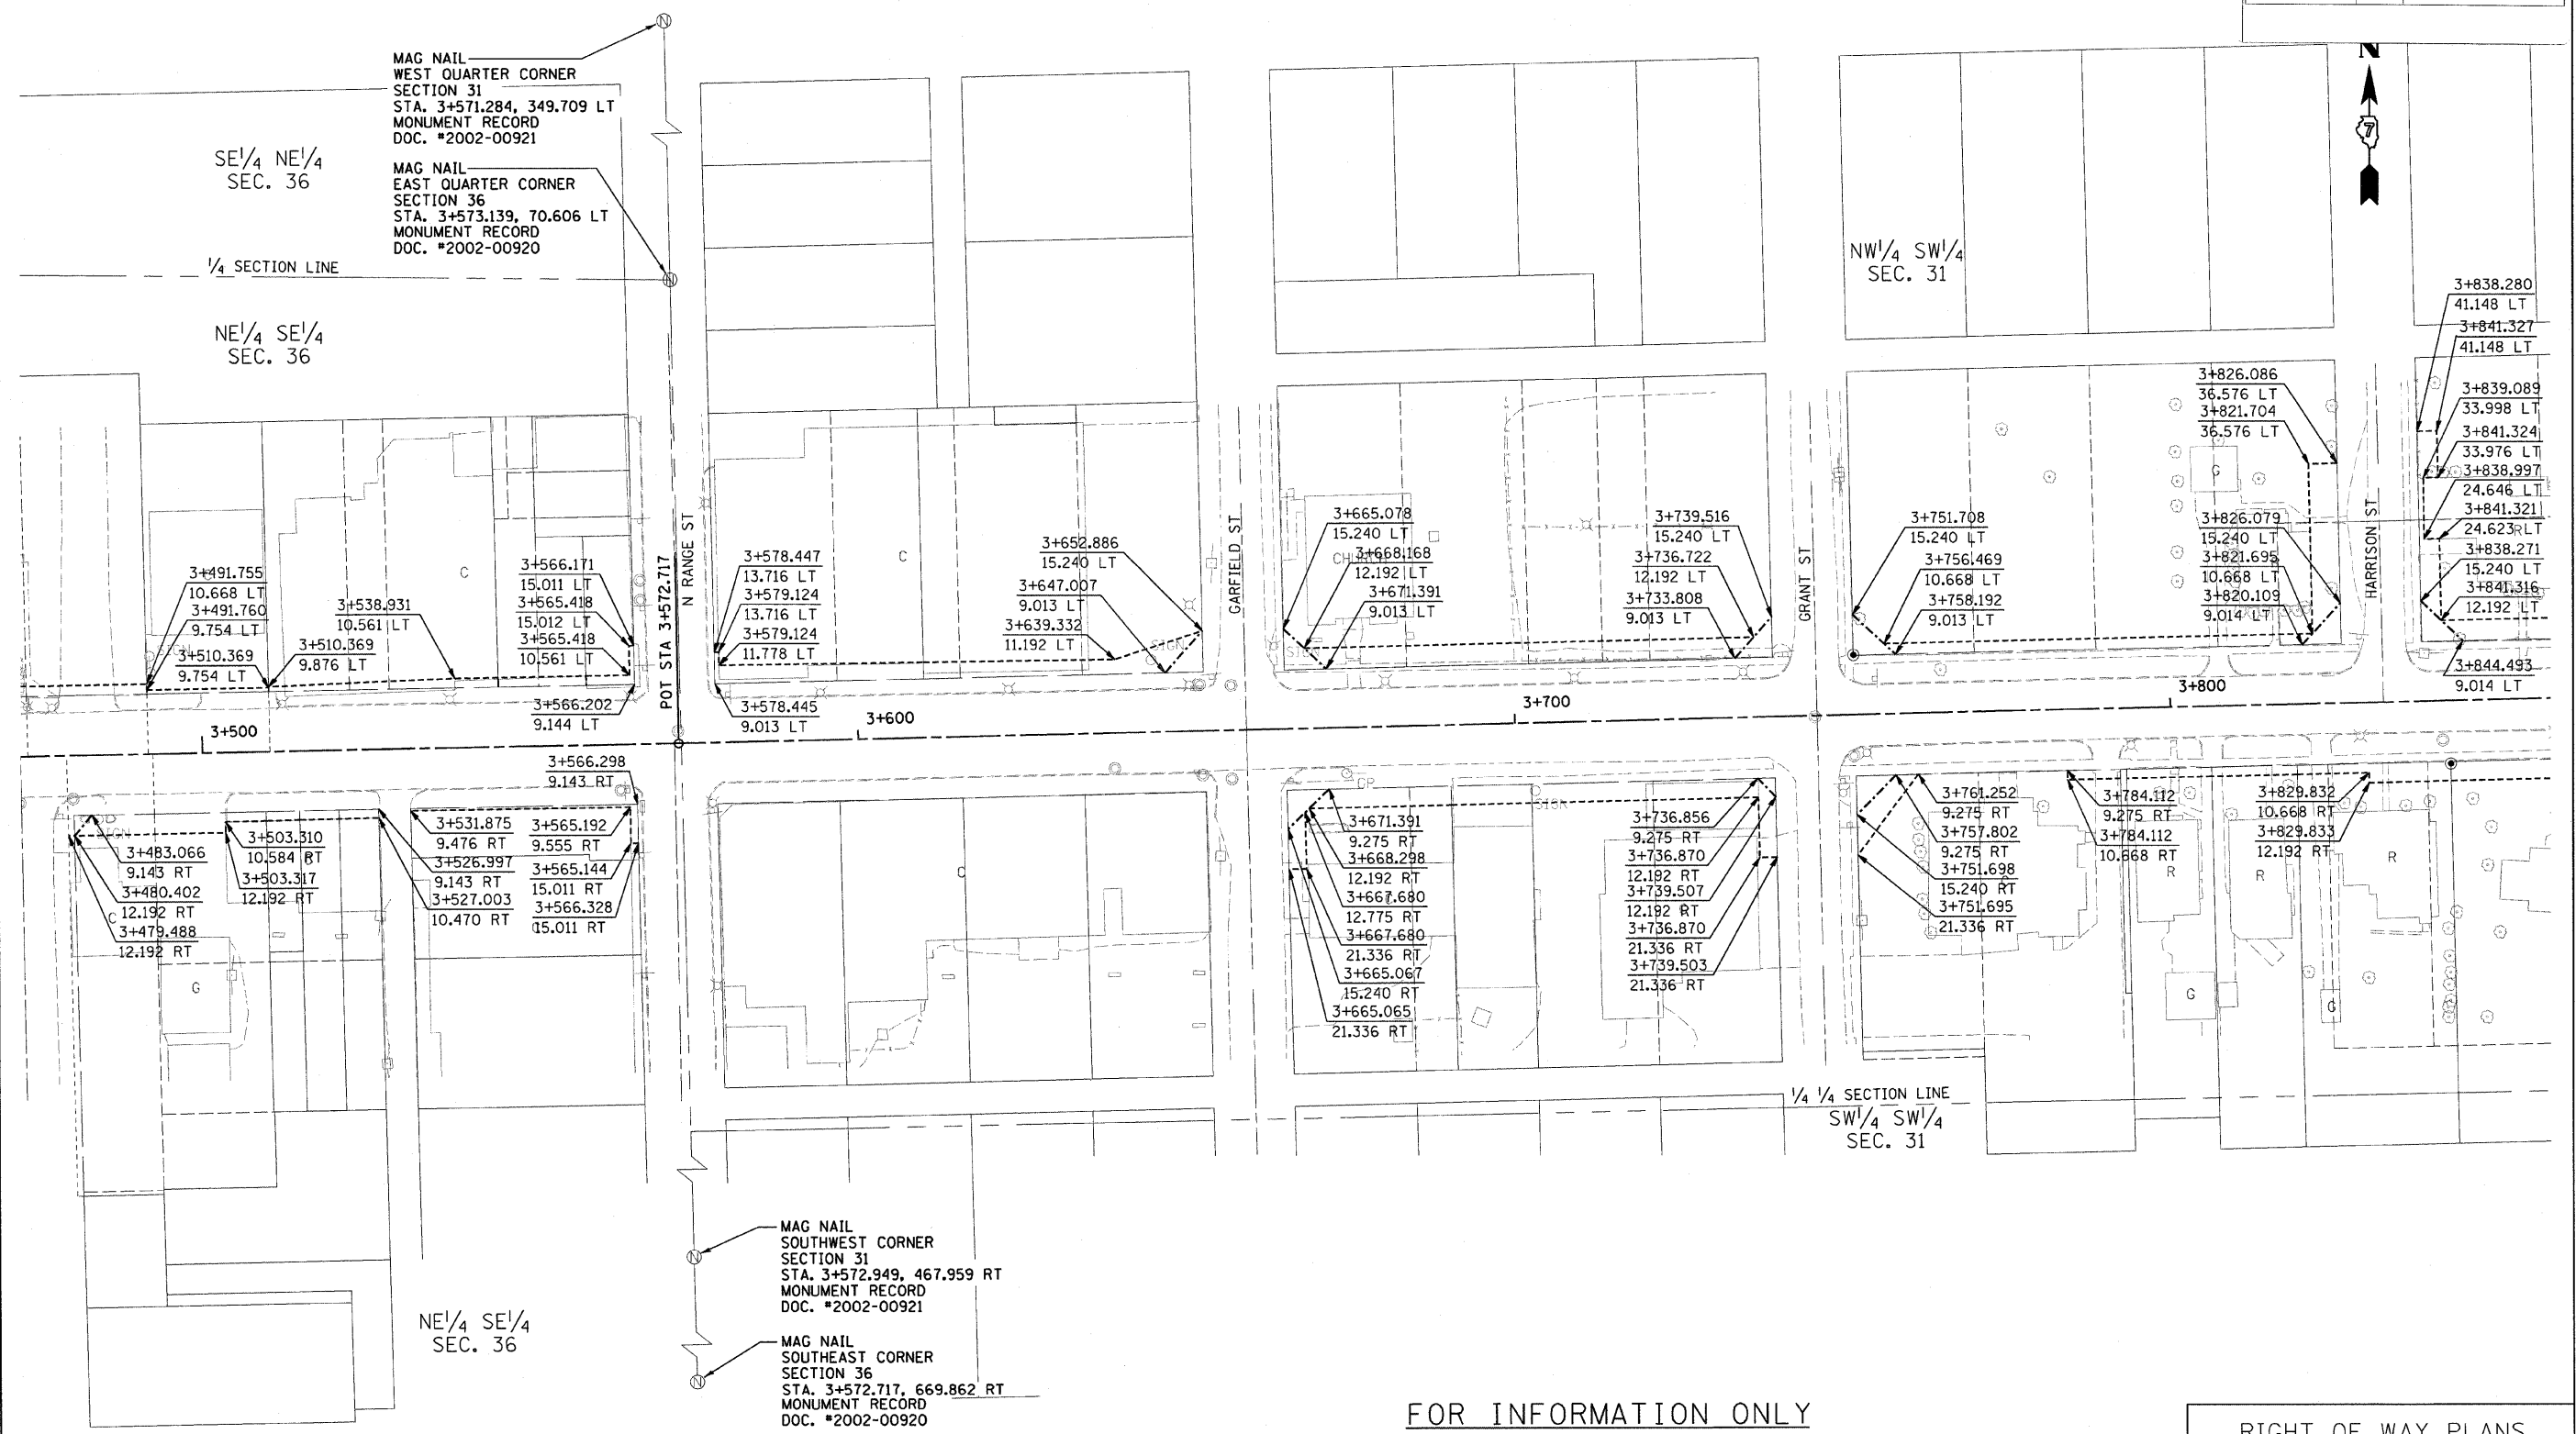 MAG NAIL
WEST QUARTER CORNER
SECTION 31
STA. 3+571.284, 349.709 LT
MONUMENT RECORD
DOC. #2002-00921
MAG NAIL
EAST QUARTER CORNER
SECTION 36
STA. 3+573.139, 70.606 LT
MONUMENT RECORD
DOC. #2002-00920
SE1/4 NE1/4
SEC. 36
1/4 SECTION LINE
NE1/4 SE1/4
SEC. 36
N
7
NW1/4 SW1/4
SEC. 31
3+838.280
41.148 LT
3+841.327
41.148 LT
3+839.089
33.998 LT
3+841.324
33.976 LT
3+838.997
24.646 LT
3+841.321
24.623 LT
R
3+838.271
15.240 LT
3+841.316
12.192 LT
3+844.493
9.014 LT
3+826.086
36.576 LT
3+821.704
36.576 LT
G
3+826.079
15.240 LT
3+821.695
10.668 LT
3+820.109
9.014 LT
HARRISON ST
3+491.755
10.668 LT
3+491.760
9.754 LT
3+510.369
9.754 LT
SIGN
3+510.369
9.876 LT
3+538.931
10.561 LT
C
3+566.171
15.011 LT
3+565.418
15.012 LT
3+565.418
10.561 LT
3+566.202
9.144 LT
POT STA 3+572.717
N RANGE ST
3+578.447
13.716 LT
3+579.124
13.716 LT
3+579.124
11.778 LT
3+578.445
9.013 LT
C
3+652.886
15.240 LT
3+647.007
9.013 LT
3+639.332
11.192 LT
SIGN
GARFIELD ST
3+665.078
15.240 LT
CHURCH
3+668.168
12.192 LT
3+671.391
9.013 LT
SIGN
3+739.516
15.240 LT
3+736.722
12.192 LT
3+733.808
9.013 LT
GRANT ST
3+751.708
15.240 LT
3+756.469
10.668 LT
3+758.192
9.013 LT
3+500
3+600
3+700
3+800
3+566.298
9.143 RT
SIGN
3+483.066
9.143 RT
3+480.402
12.192 RT
C
3+479.488
12.192 RT
G
3+503.310
10.584 RT
3+503.317
12.192 RT
3+531.875
9.476 RT
3+526.997
9.143 RT
3+527.003
10.470 RT
3+565.192
9.555 RT
3+565.144
15.011 RT
3+566.328
15.011 RT
C
DP
SIGN
3+671.391
9.275 RT
3+668.298
12.192 RT
3+667.680
12.775 RT
3+667.680
21.336 RT
3+665.067
15.240 RT
3+665.065
21.336 RT
3+736.856
9.275 RT
3+736.870
12.192 RT
3+739.507
12.192 RT
3+736.870
21.336 RT
3+739.503
21.336 RT
3+761.252
9.275 RT
3+757.802
9.275 RT
3+751.698
15.240 RT
3+751.695
21.336 RT
3+784.112
9.275 RT
3+784.112
10.668 RT
R
3+829.832
10.668 RT
3+829.833
12.192 RT
R
R
G
G
1/4 1/4 SECTION LINE
SW1/4 SW1/4
SEC. 31
MAG NAIL
SOUTHWEST CORNER
SECTION 31
STA. 3+572.949, 467.959 RT
MONUMENT RECORD
DOC. #2002-00921
MAG NAIL
SOUTHEAST CORNER
SECTION 36
STA. 3+572.717, 669.862 RT
MONUMENT RECORD
DOC. #2002-00920
NE1/4 SE1/4
SEC. 36
FOR INFORMATION ONLY
RIGHT OF WAY PLANS